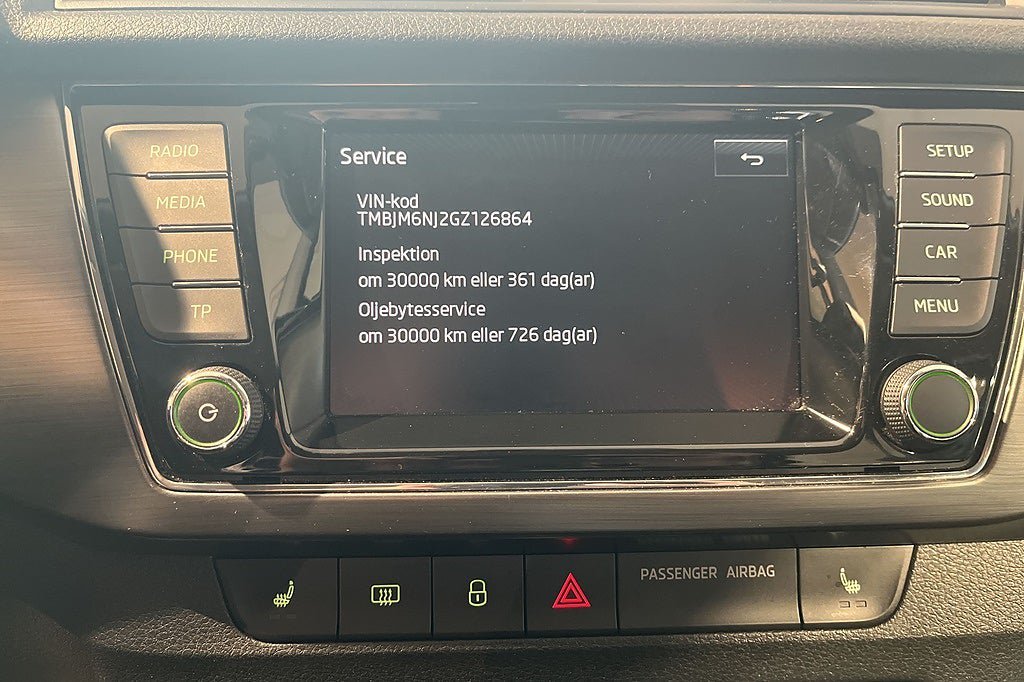 RADIO
MEDIA
PHONE
TP
Service
VIN-kod
TMBJM6NJ2GZ126864
Inspektion
om 30000 km eller 361 dag(ar)
Oljebytesservice
om 30000 km eller 726 dag(ar)
SETUP
SOUND
CAR
MENU
PASSENGER AIRBAG